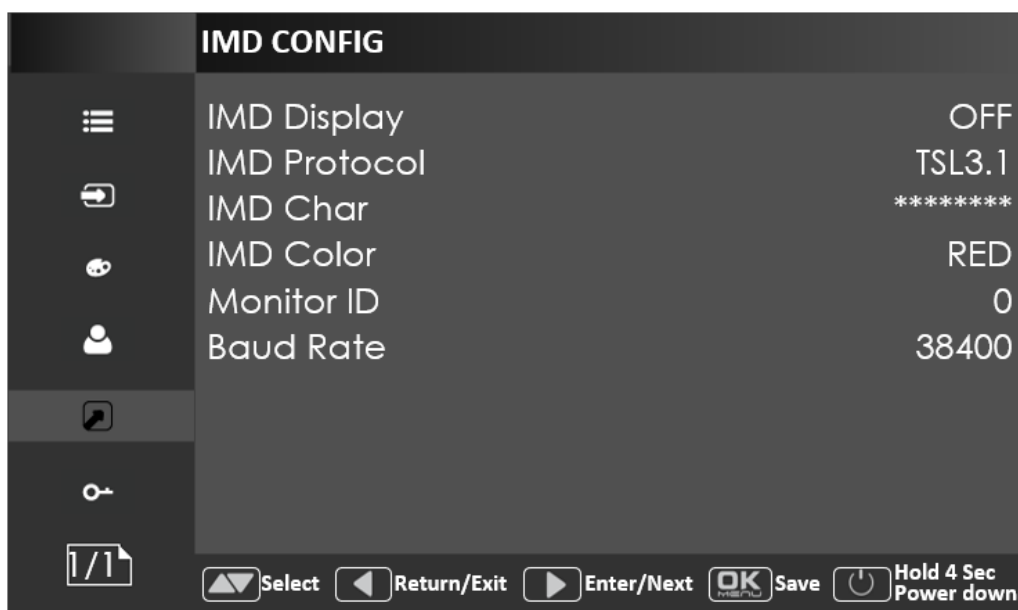 IMD CONFIG
IMD Display OFF
IMD Protocol TSL3.1
IMD Char ********
IMD Color RED
Monitor ID 0
Baud Rate 38400
1/1
Select Return/Exit Enter/Next OK MENU Save Hold 4 Sec
Power down